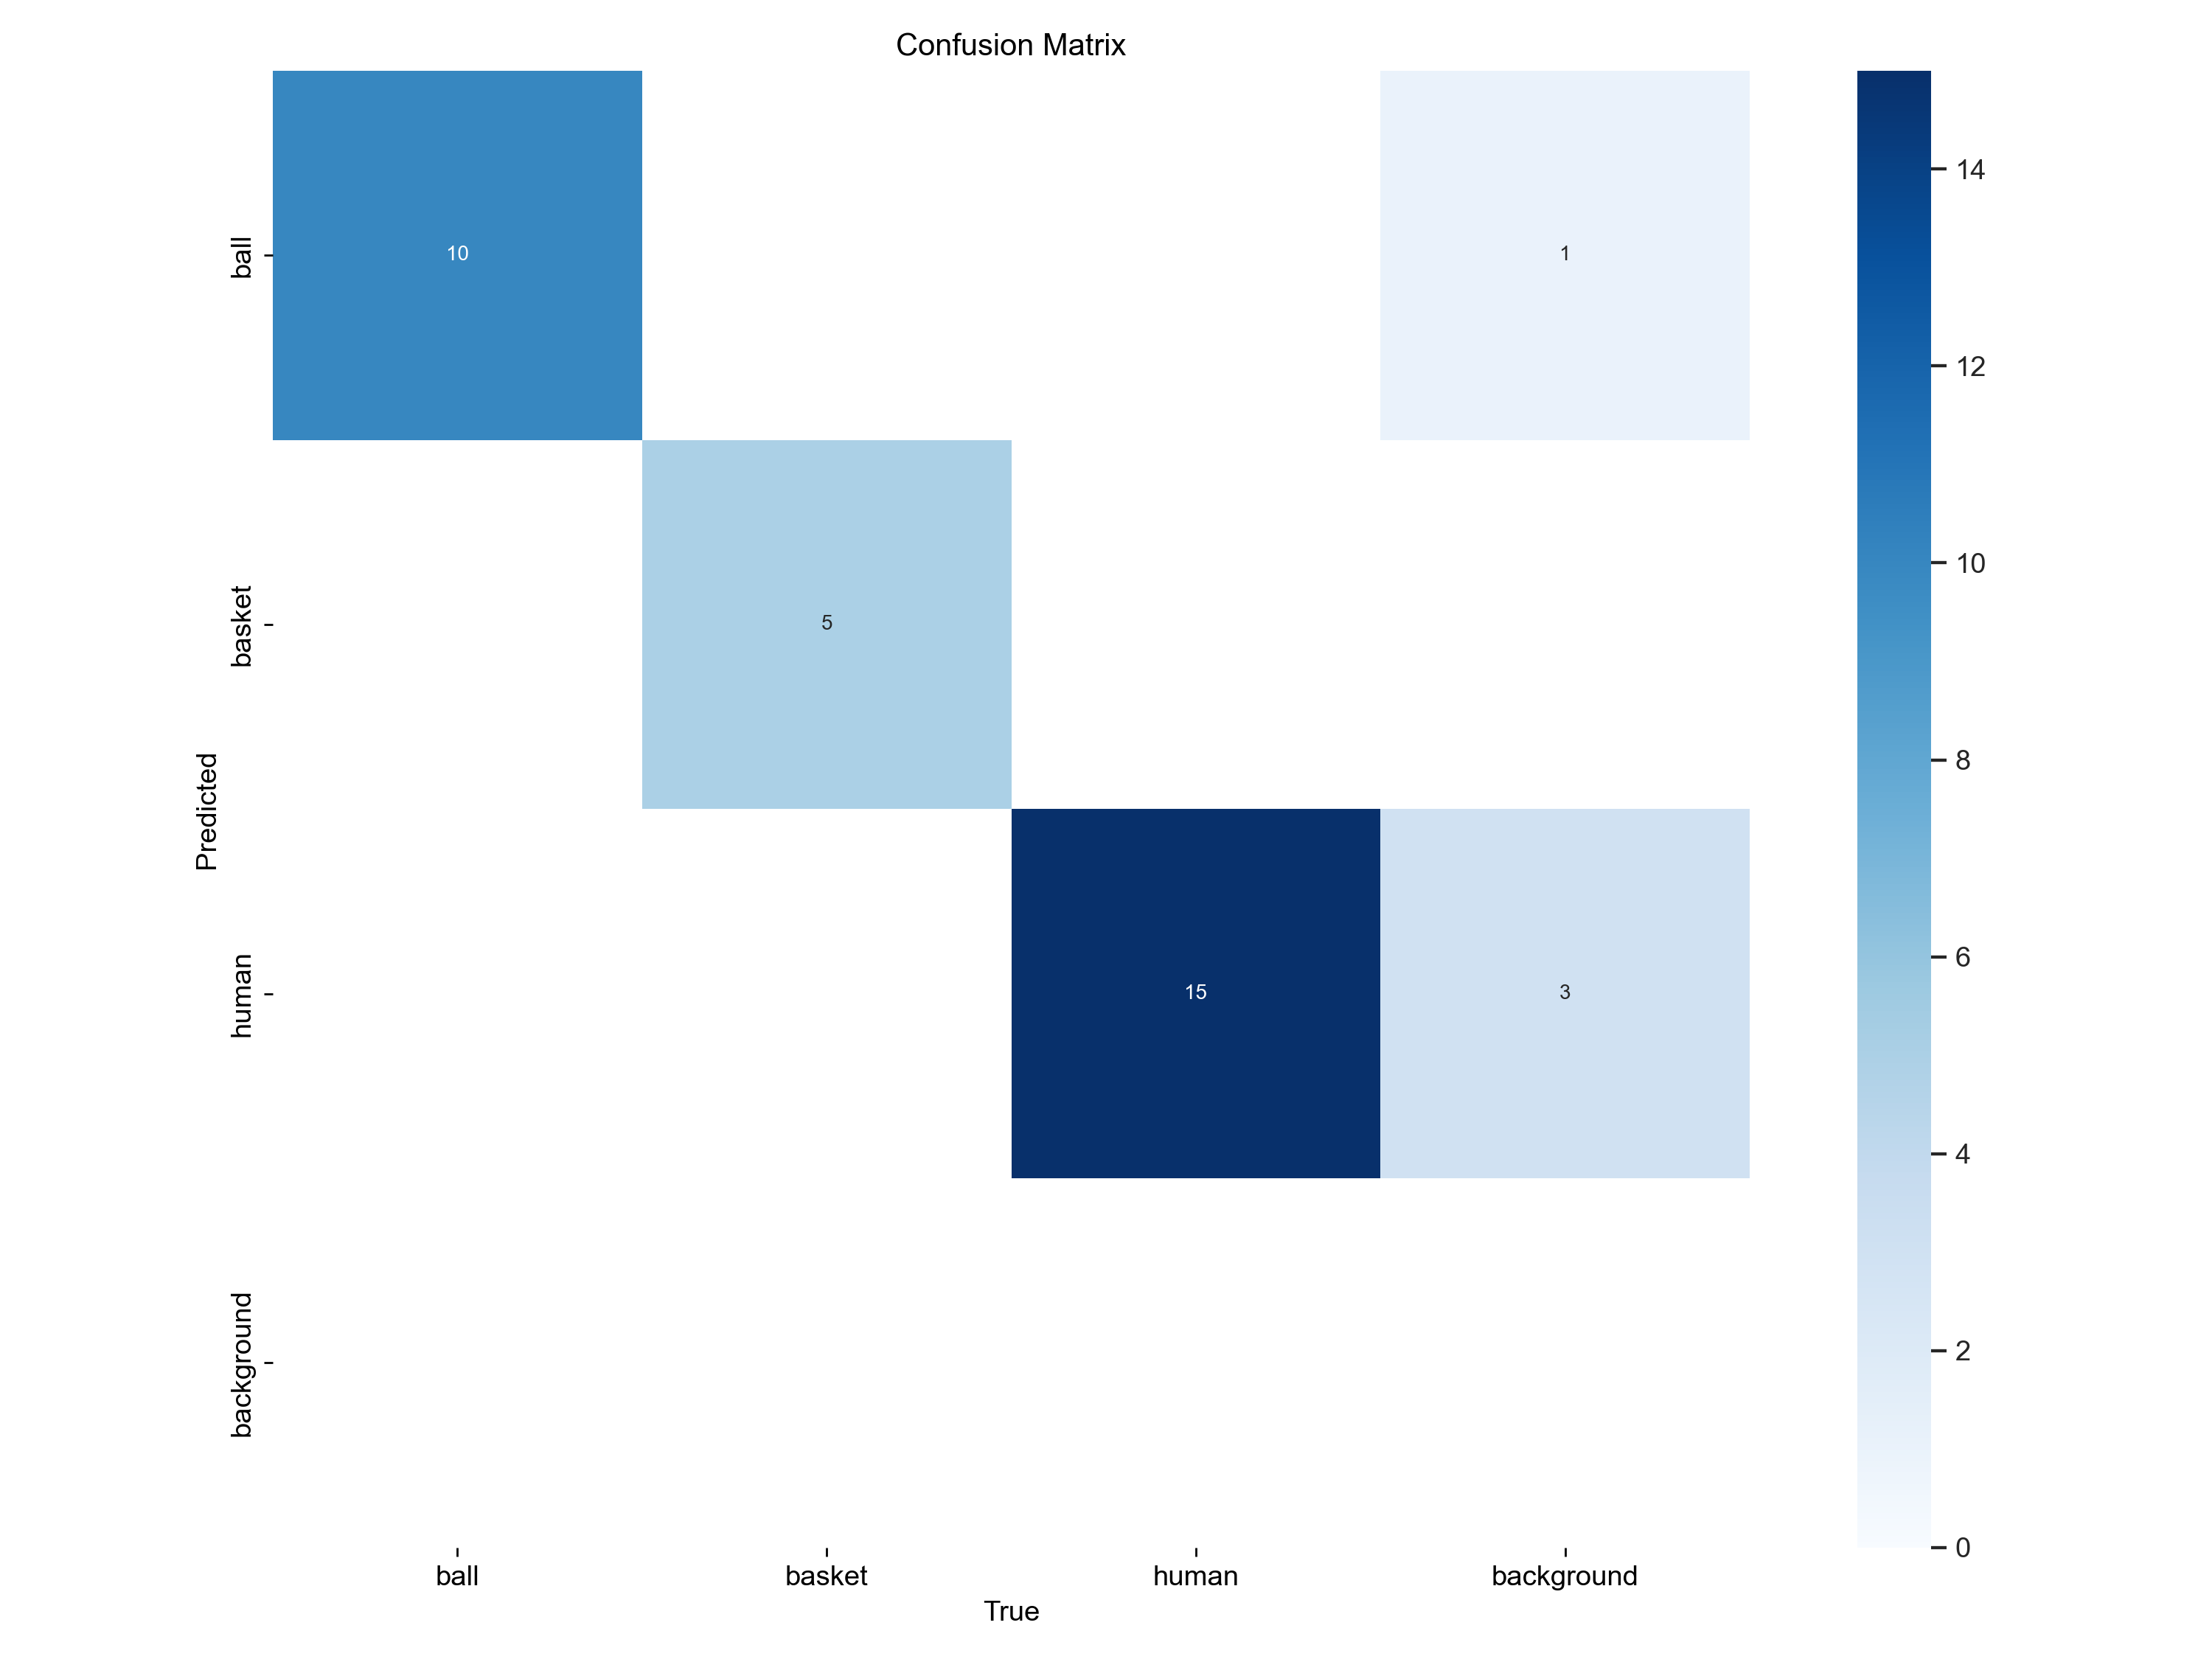 Confusion Matrix
ball
basket
human
background
Predicted
10
1
5
15
3
ball
basket
human
background
True
14
12
10
8
6
4
2
0